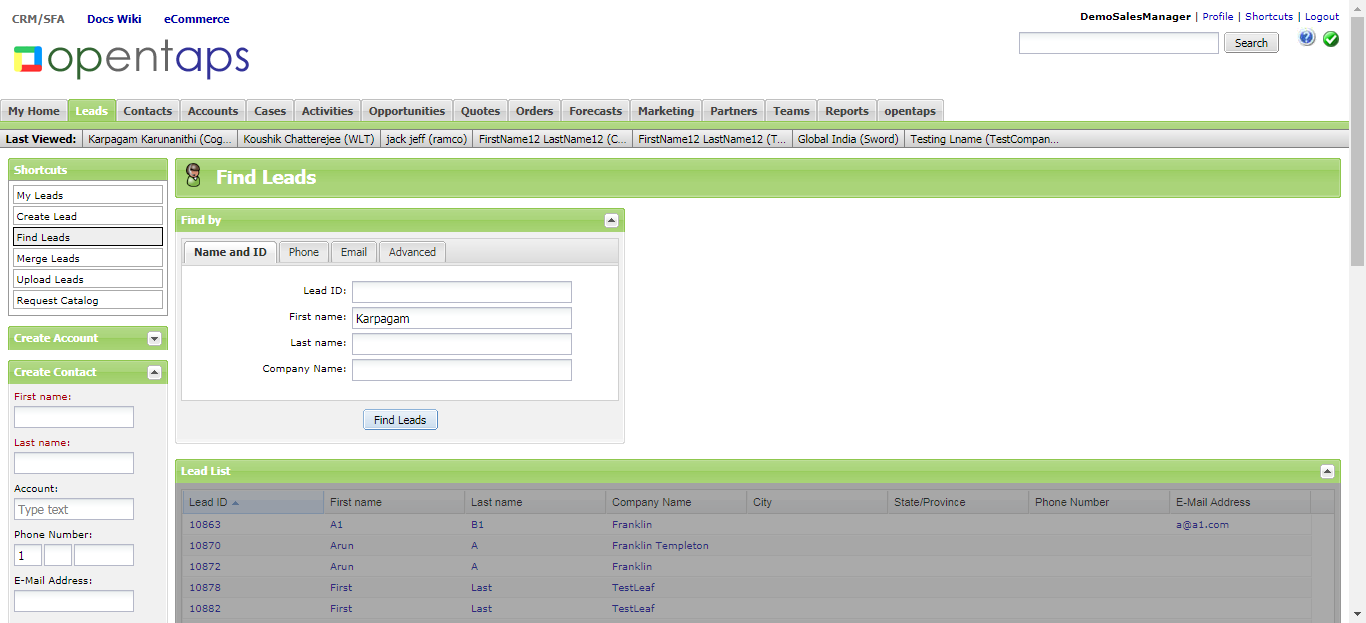 CRM/SFA Docs Wiki eCommerce
DemoSalesManager | Profile | Shortcuts | Logout
opentaps
Search
My Home Leads Contacts Accounts Cases Activities Opportunities Quotes Orders Forecasts Marketing Partners Teams Reports opentaps
Last Viewed: Karpagam Karunanithi (Cog... Koushik Chatterejee (WLT) jack jeff (ramco) FirstName12 LastName12 (C... FirstName12 LastName12 (T... Global India (Sword) Testing Lname (TestCompan...
Shortcuts
My Leads
Create Lead
Find Leads
Merge Leads
Upload Leads
Request Catalog
Create Account
Create Contact
First name:
Last name:
Account:
Type text
Phone Number:
1
E-Mail Address:
Find Leads
Find by
Name and ID Phone Email Advanced
Lead ID:
First name: Karpagam
Last name:
Company Name:
Find Leads
Lead List
Lead ID First name Last name Company Name City State/Province Phone Number E-Mail Address
10863 A1 B1 Franklin a@a1.com
10870 Arun A Franklin Templeton
10872 Arun A Franklin
10878 First Last TestLeaf
10882 First Last TestLeaf